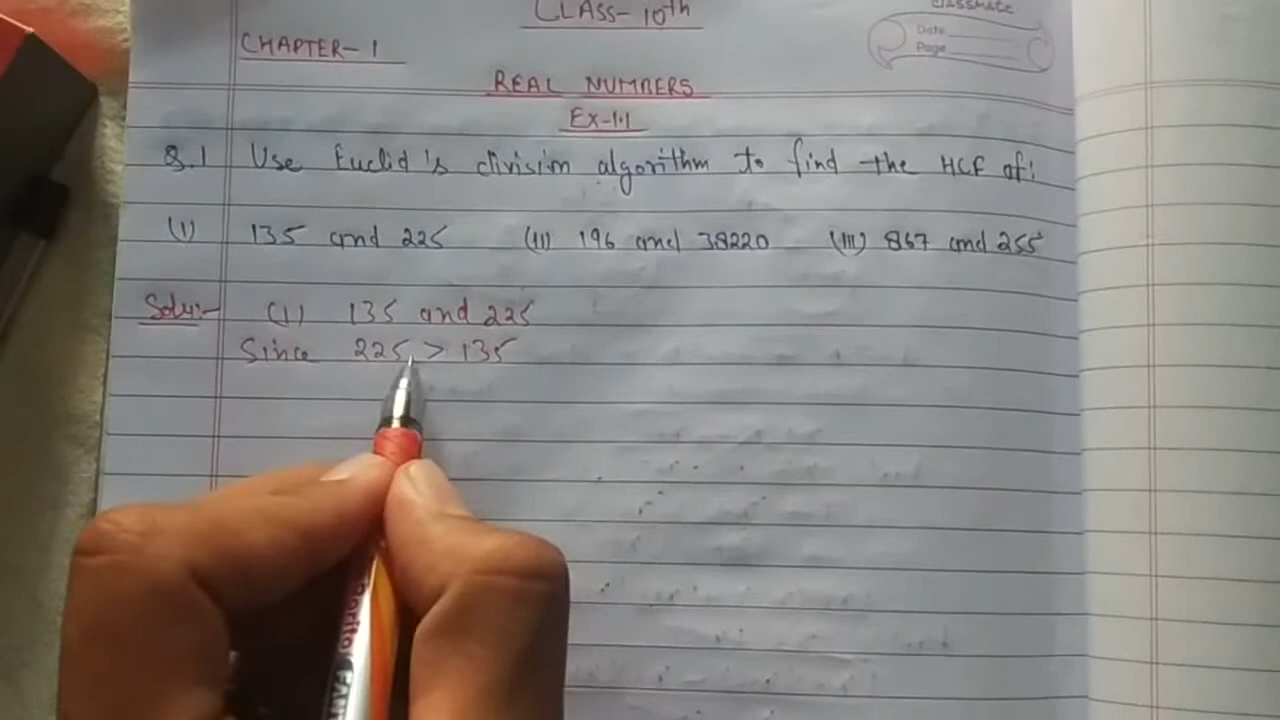 CLASS- 10th
classmate
Date
Page
CHAPTER- 1
REAL NUMBERS
EX-1.1
Q.1 Use Euclid's division algorithm to find the HCF of:
(I) 135 and 225 (II) 196 and 38220 (III) 867 and 255
Soln:- (I) 135 and 225
Since 225 > 135